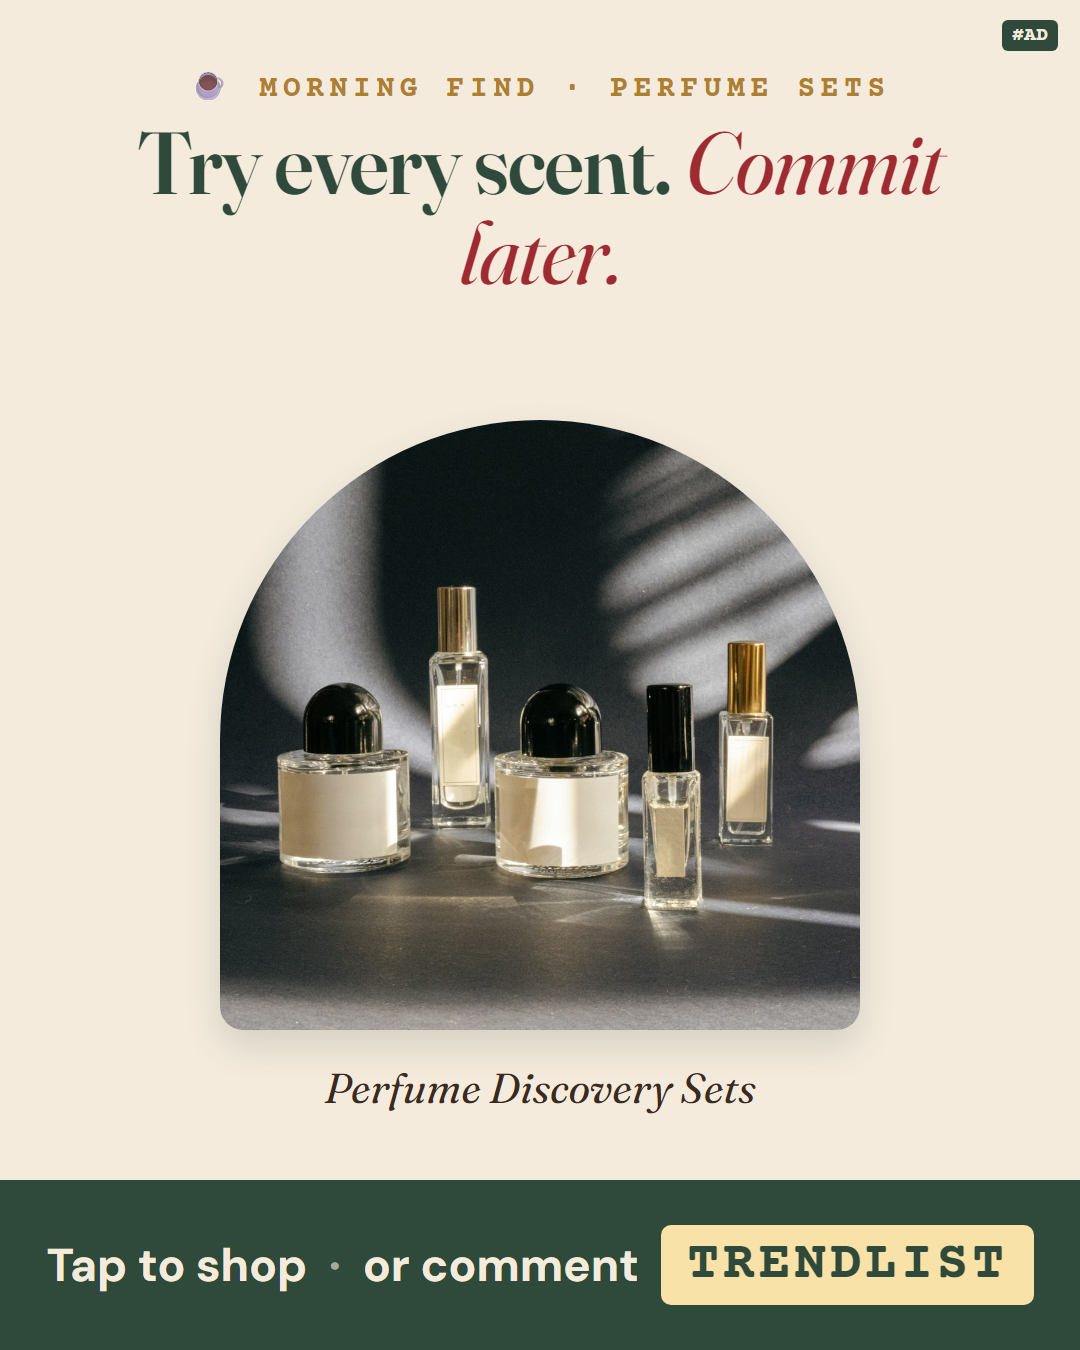 #AD
MORNING FIND · PERFUME SETS
Try every scent. Commit
later.
Perfume Discovery Sets
Tap to shop · or comment TRENDLIST